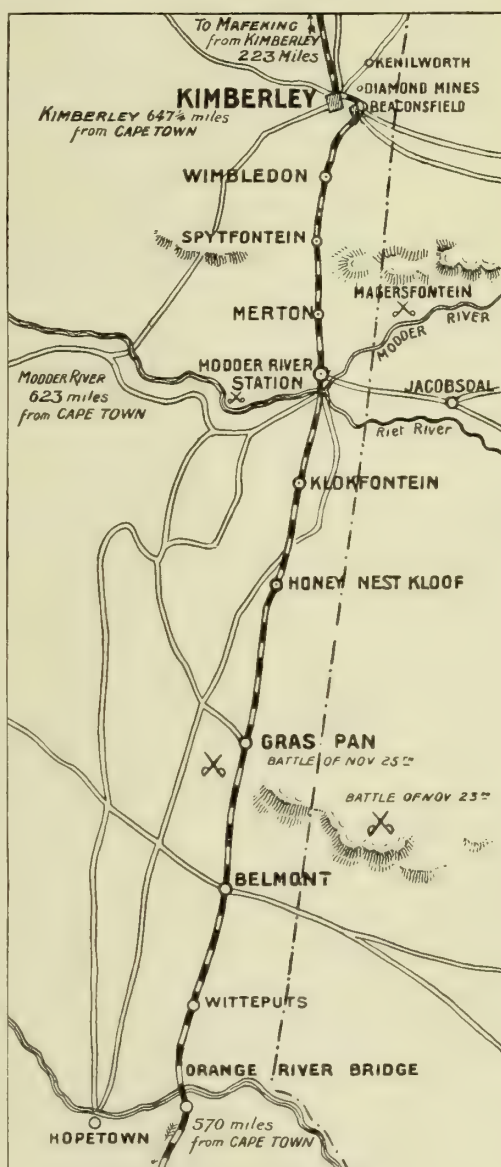 TO MAFEKING
from KIMBERLEY
223 MILES
KENILWORTH
KIMBERLEY
DIAMOND MINES
BEACONSFIELD
KIMBERLEY 647¼ miles
from CAPE TOWN
WIMBLEDON
SPYTFONTEIN
MAGERSFONTEIN
MERTON
MODDER RIVER
MODDER RIVER
STATION
MODDER RIVER
623 miles
from CAPE TOWN
JACOBSDAL
Riet River
KLOKFONTEIN
HONEY NEST KLOOF
GRAS PAN
BATTLE OF NOV 25TH
BATTLE OF NOV 23RD
BELMONT
WITTEPUTS
ORANGE RIVER BRIDGE
570 miles
from CAPE TOWN
HOPETOWN